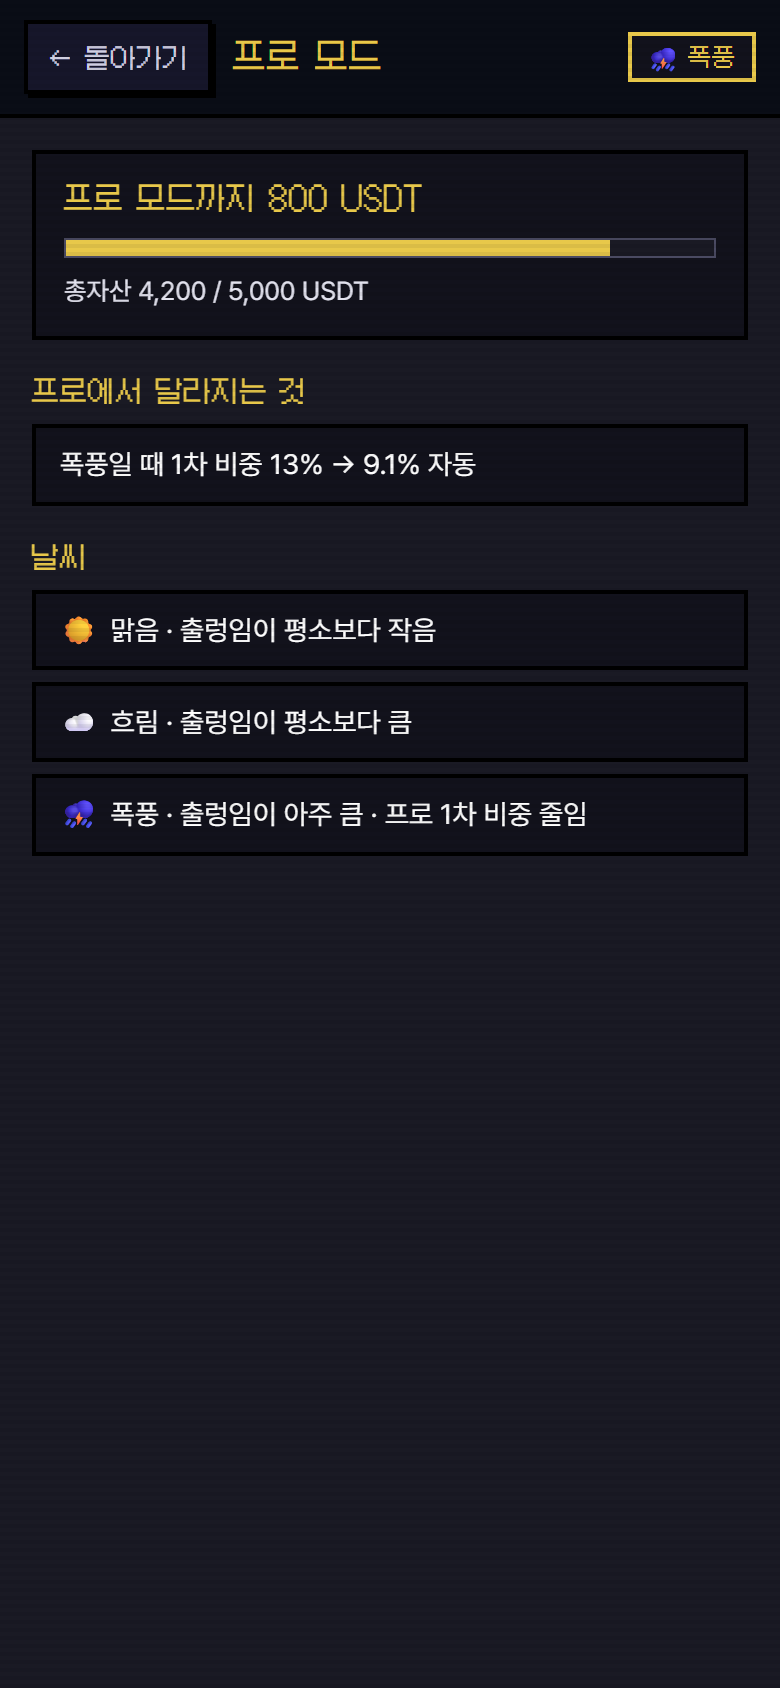 ← 돌아가기 프로 모드 폭풍
프로 모드까지 800 USDT
총자산 4,200 / 5,000 USDT
프로에서 달라지는 것
폭풍일 때 1차 비중 13% → 9.1% 자동
날씨
맑음 · 출렁임이 평소보다 작음
흐림 · 출렁임이 평소보다 큼
폭풍 · 출렁임이 아주 큼 · 프로 1차 비중 줄임